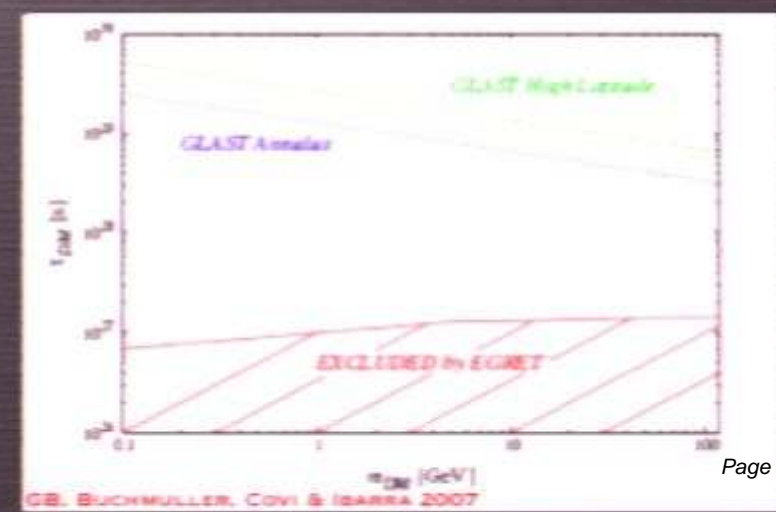 GLAST High Latitude
GLAST Annulus
EXCLUDED by EGRET
0.1 1 10 100
m_DM [GeV]
Page
GB, BUCHMULLER, COVI & IBARRA 2007